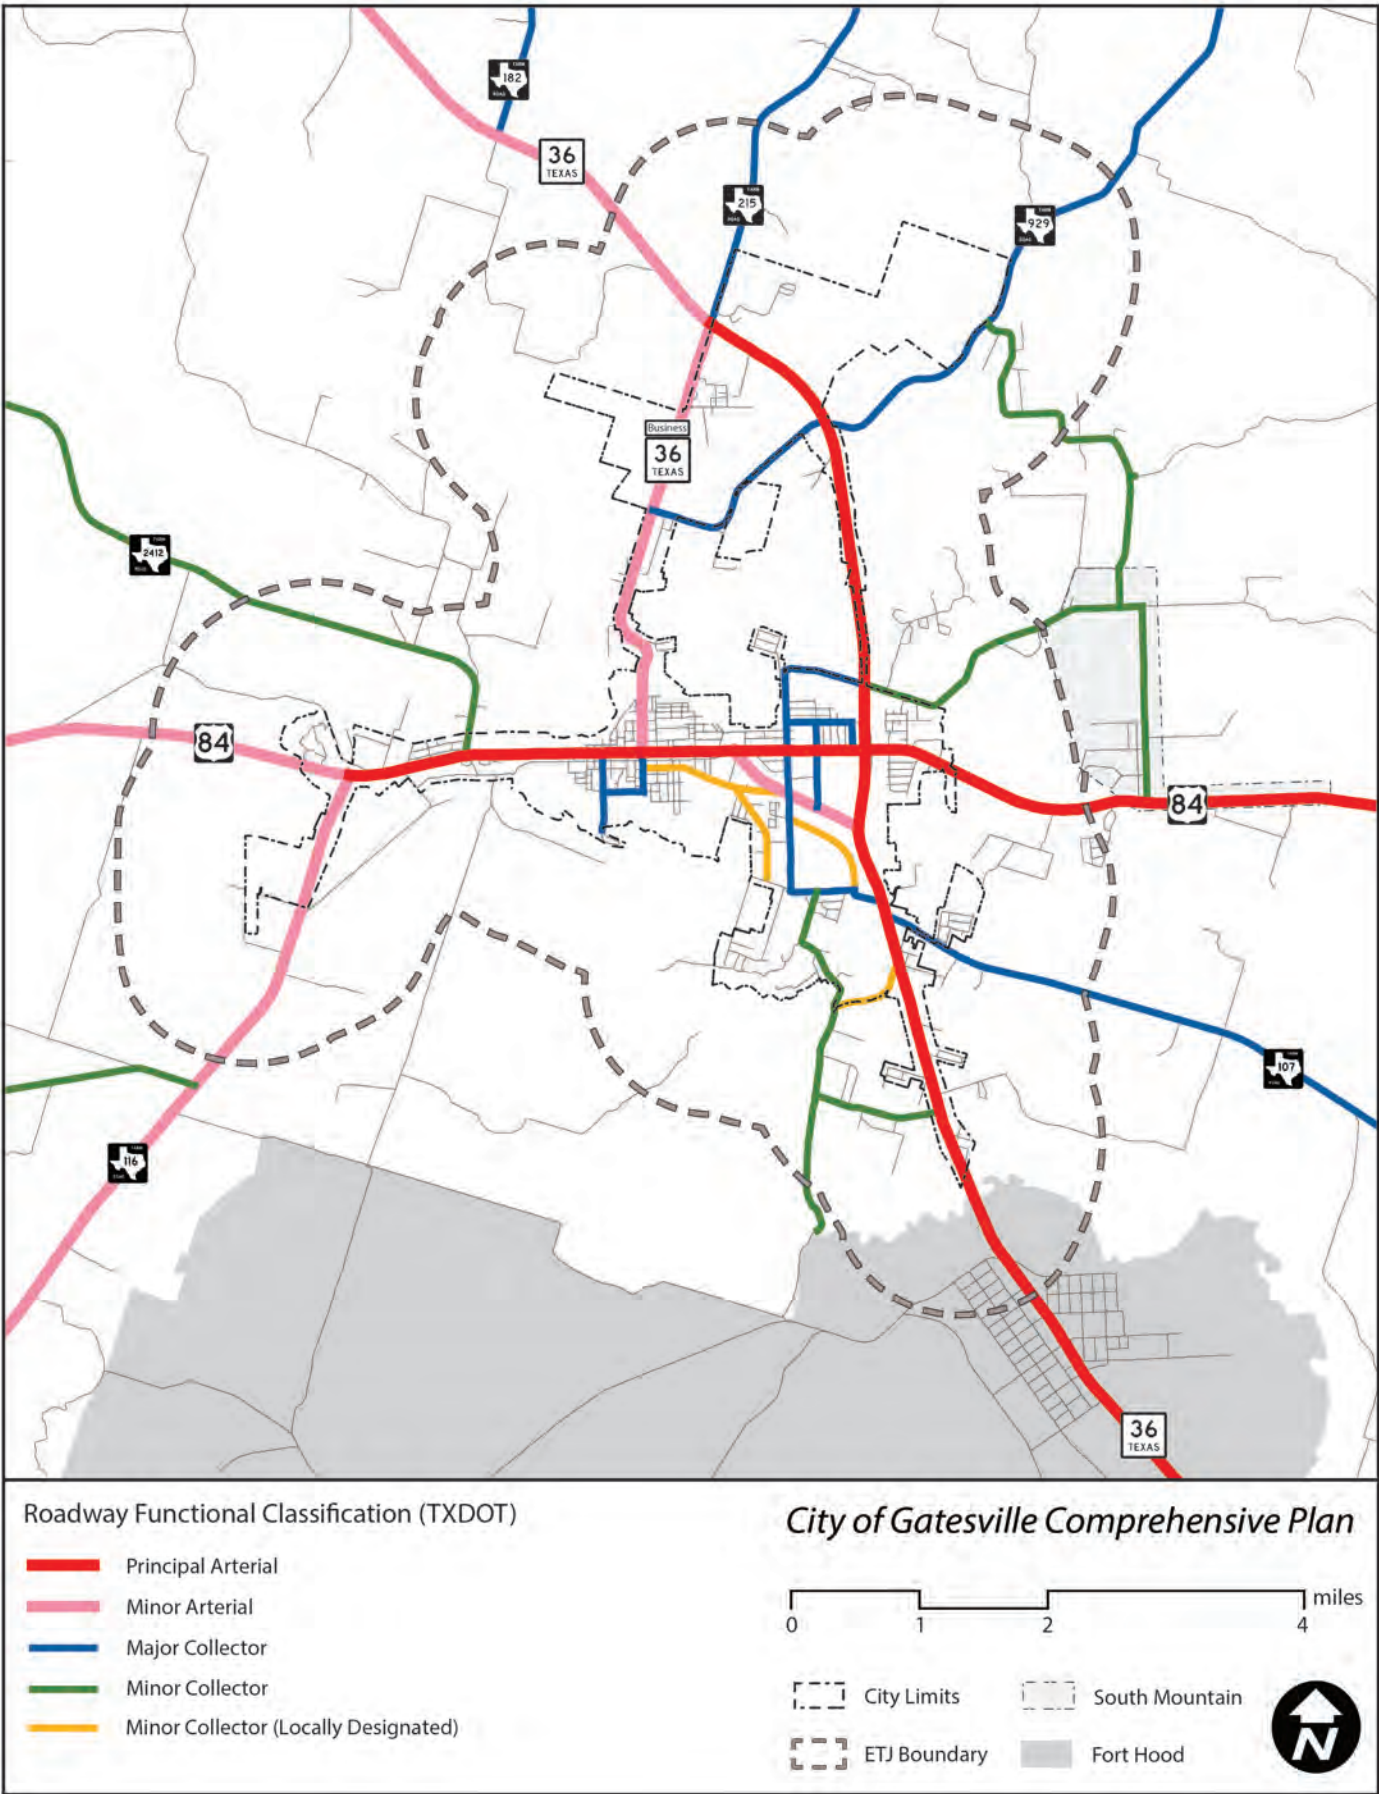 182
36
TEXAS
215
929
Business
36
TEXAS
2412
84
84
107
116
36
TEXAS
Roadway Functional Classification (TXDOT)
Principal Arterial
Minor Arterial
Major Collector
Minor Collector
Minor Collector (Locally Designated)
City of Gatesville Comprehensive Plan
miles
0 1 2 4
City Limits
South Mountain
ETJ Boundary
Fort Hood
N